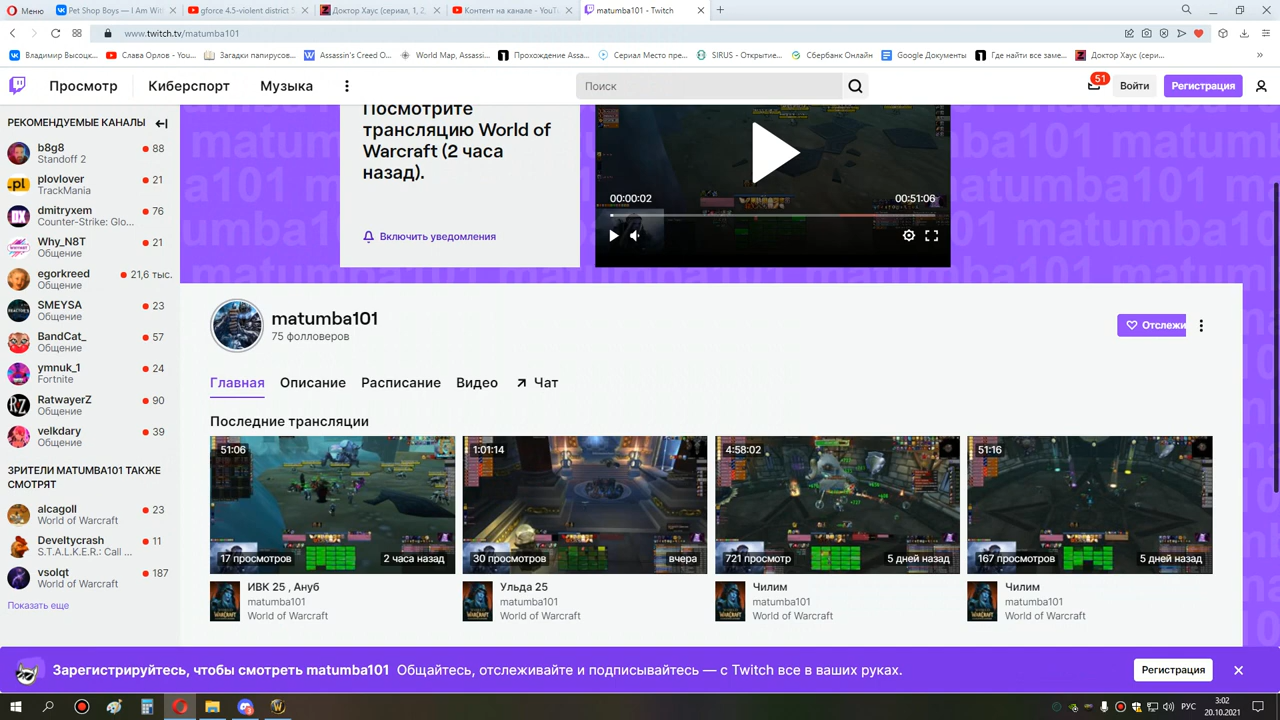 Меню
Pet Shop Boys — I Am With
gforce 4.5-violent district S
Доктор Хаус (сериал, 1, 2,
Контент на канале - YouTu
matumba101 - Twitch
www.twitch.tv/matumba101
Владимир Высоцк...
Слава Орлов - You...
Загадки папирусов...
Assassin's Creed O...
World Map, Assassi...
Прохождение Assa...
Сериал Место пре...
SIRUS - Открытие...
Сбербанк Онлайн
Google Документы
Где найти все заме...
Доктор Хаус (сери...
Просмотр
Киберспорт
Музыка
Поиск
51
Войти
Регистрация
РЕКОМЕНДУЕМЫЕ КАНАЛЫ
b8g8
88
Standoff 2
plovlover
21
TrackMania
dmitryxem
76
Counter-Strike: Glo...
Why_N8T
21
Общение
egorkreed
21,6 тыс.
Общение
SMEYSA
23
Общение
BandCat_
57
Общение
ymnuk_1
24
Fortnite
RatwayerZ
90
Общение
velkdary
39
Общение
ЗРИТЕЛИ MATUMBA101 ТАКЖЕ
СМОТРЯТ
alcagoll
23
World of Warcraft
Develtycrash
11
S.T.A.L.K.E.R.: Call ...
vsolqt
187
World of Warcraft
Показать еще
Посмотрите
трансляцию World of
Warcraft (2 часа
назад).
Включить уведомления
00:00:02
00:51:06
matumba101
75 фолловеров
Отслежи
Главная
Описание
Расписание
Видео
Чат
Последние трансляции
51:06
17 просмотров
2 часа назад
ИВК 25 , Ануб
matumba101
World of Warcraft
1:01:14
30 просмотров
вчера
Ульда 25
matumba101
World of Warcraft
4:58:02
721 просмотр
5 дней назад
Чилим
matumba101
World of Warcraft
51:16
167 просмотров
5 дней назад
Чилим
matumba101
World of Warcraft
Зарегистрируйтесь, чтобы смотреть matumba101
Общайтесь, отслеживайте и подписывайтесь — с Twitch все в ваших руках.
Регистрация
РУС
3:02
20.10.2021